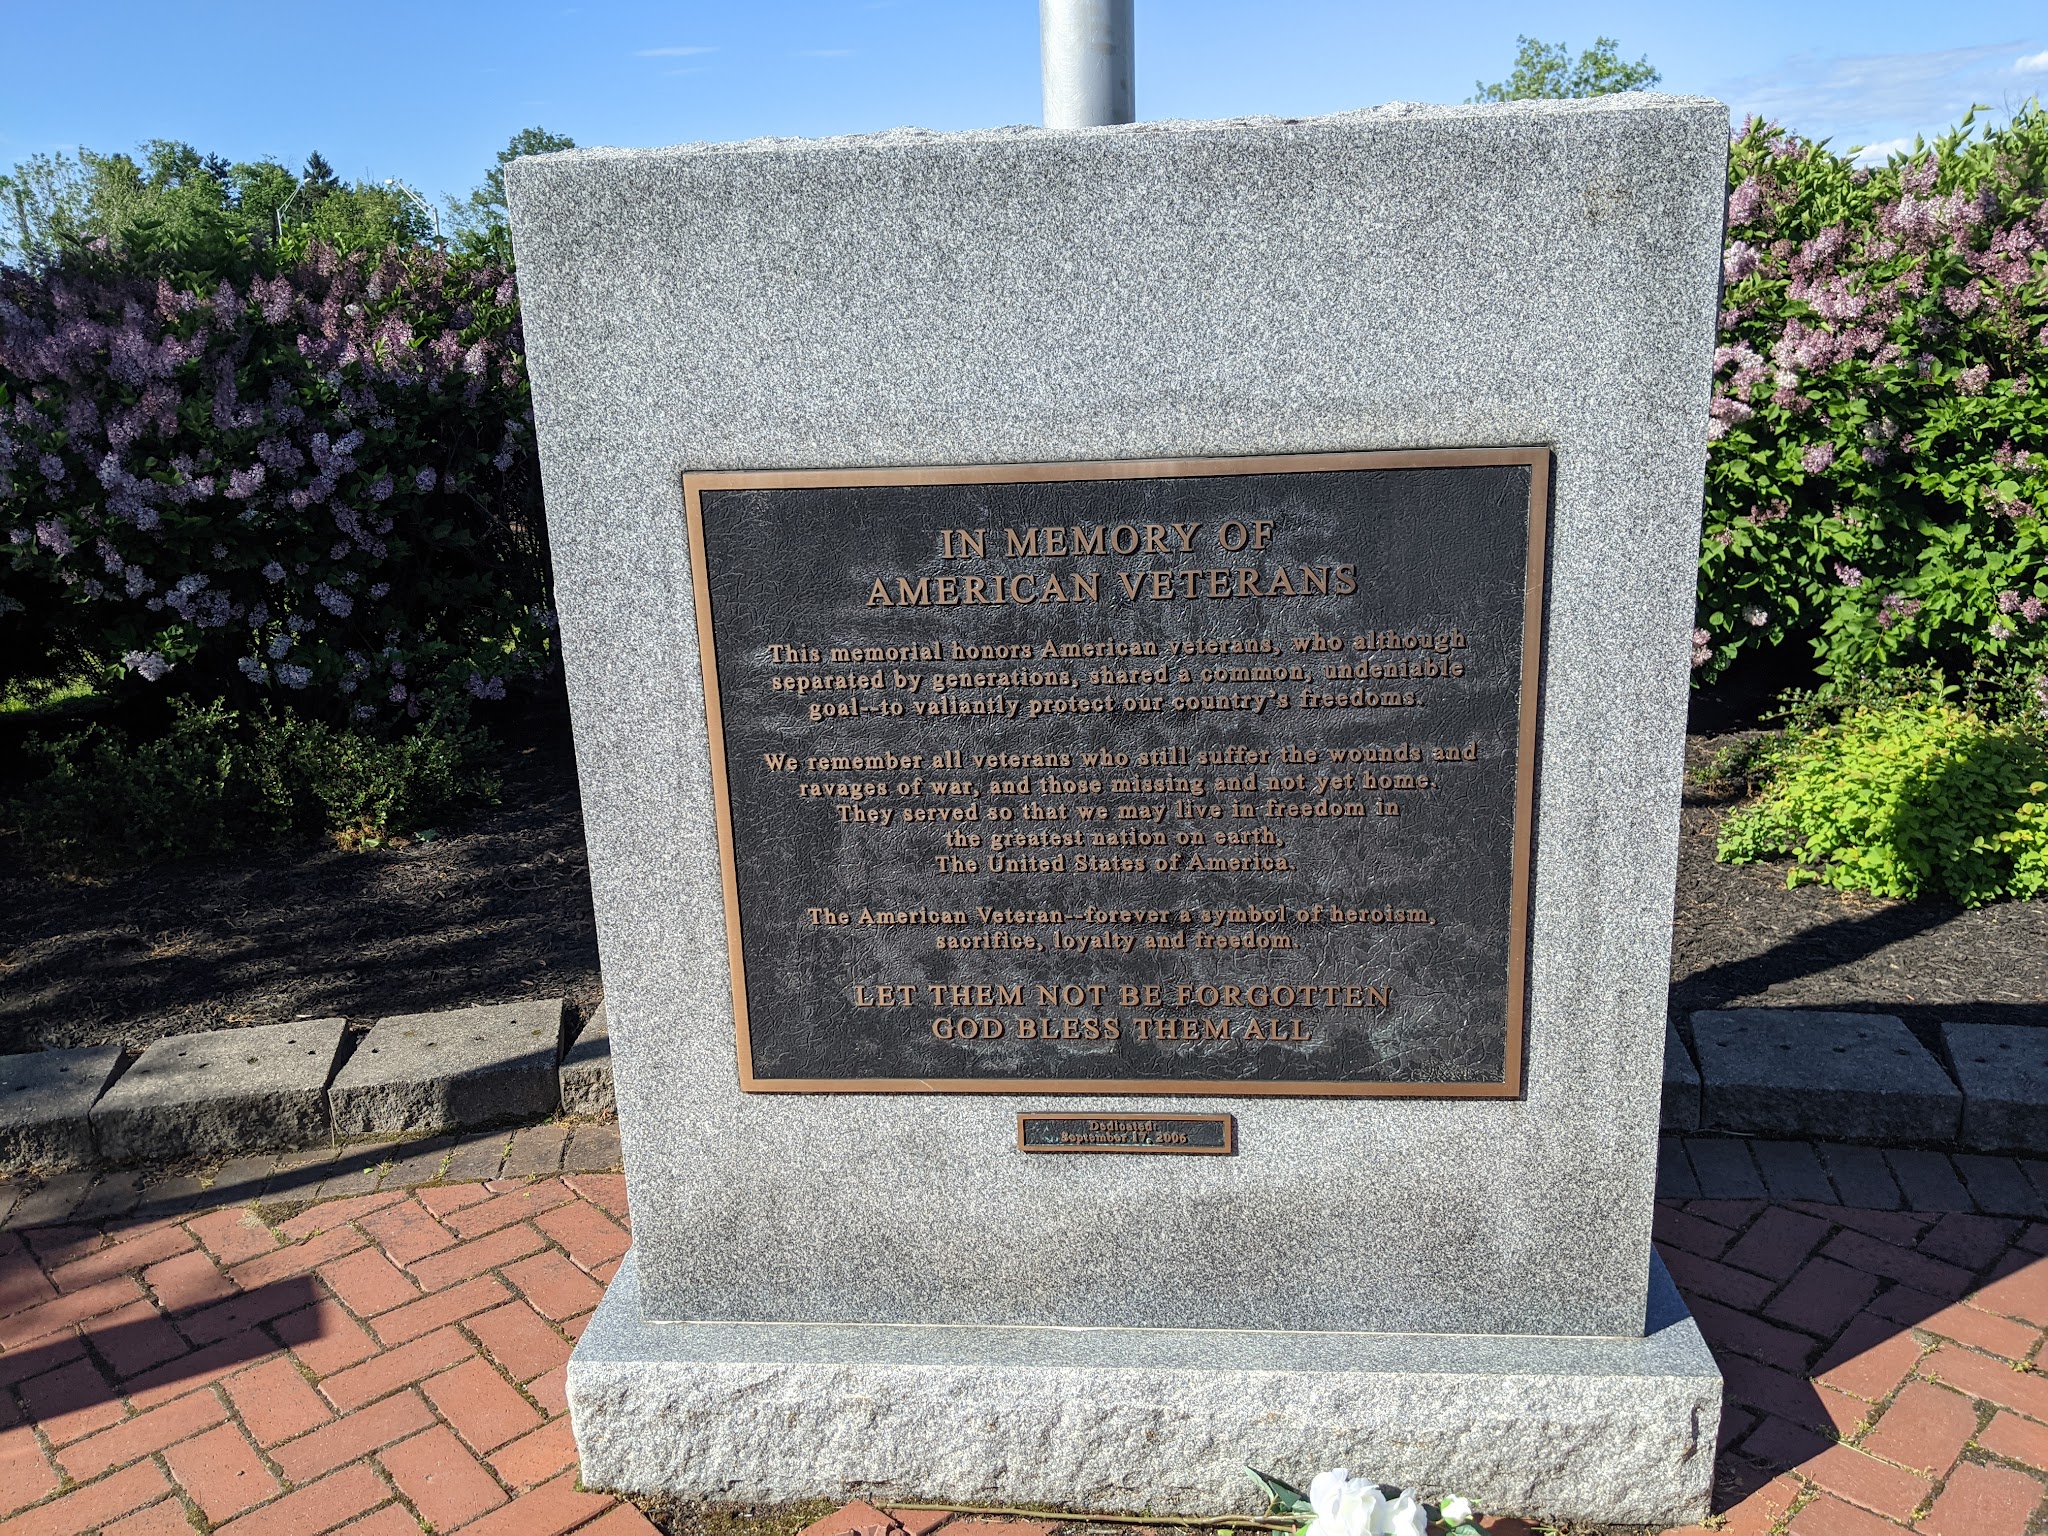 IN MEMORY OF
AMERICAN VETERANS
This memorial honors American veterans, who although
separated by generations, shared a common, undeniable
goal--to valiantly protect our country's freedoms.
We remember all veterans who still suffer the wounds and
ravages of war, and those missing and not yet home.
They served so that we may live in freedom in
the greatest nation on earth,
The United States of America.
The American Veteran--forever a symbol of heroism,
sacrifice, loyalty and freedom.
LET THEM NOT BE FORGOTTEN
GOD BLESS THEM ALL
Dedicated
September 17, 2006